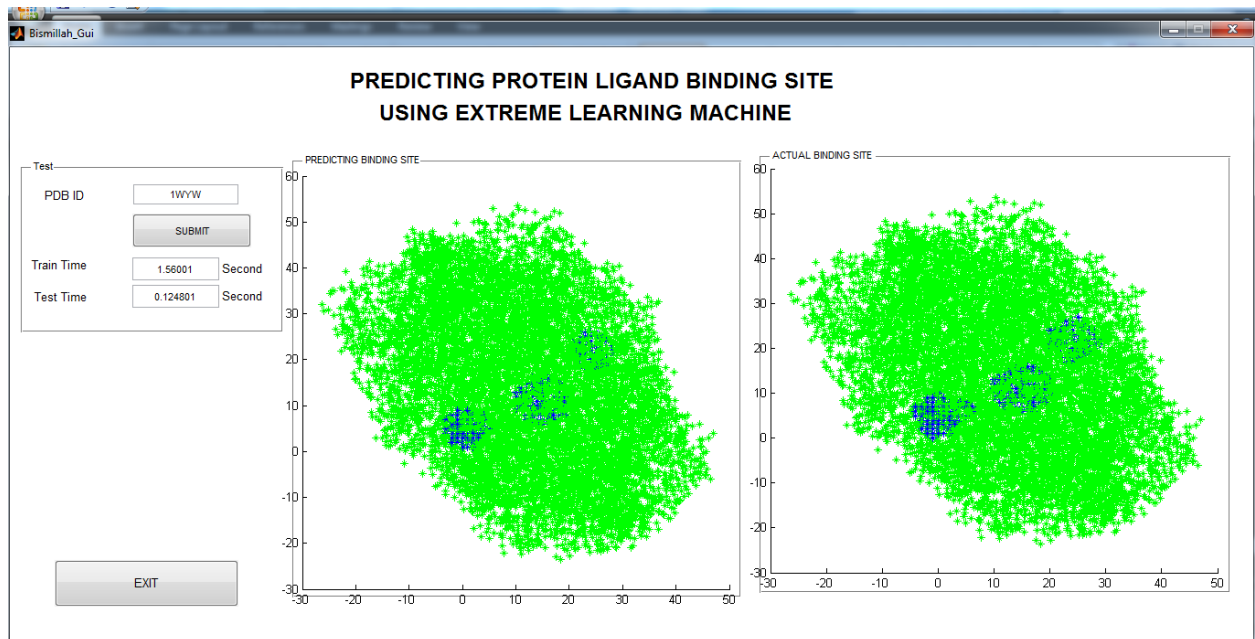 Bismillah_Gui
PREDICTING PROTEIN LIGAND BINDING SITE
USING EXTREME LEARNING MACHINE
Test
PDB ID
1WYW
SUBMIT
Train Time
1.56001
Second
Test Time
0.124801
Second
EXIT
PREDICTING BINDING SITE
60
50
40
30
20
10
0
-10
-20
-30
-30 -20 -10 0 10 20 30 40 50
ACTUAL BINDING SITE
60
50
40
30
20
10
0
-10
-20
-30
-30 -20 -10 0 10 20 30 40 50